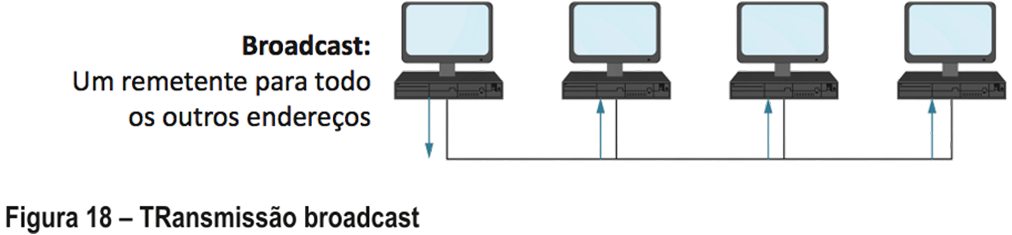 Broadcast:
Um remetente para todo
os outros endereços
Figura 18 – TRansmissão broadcast